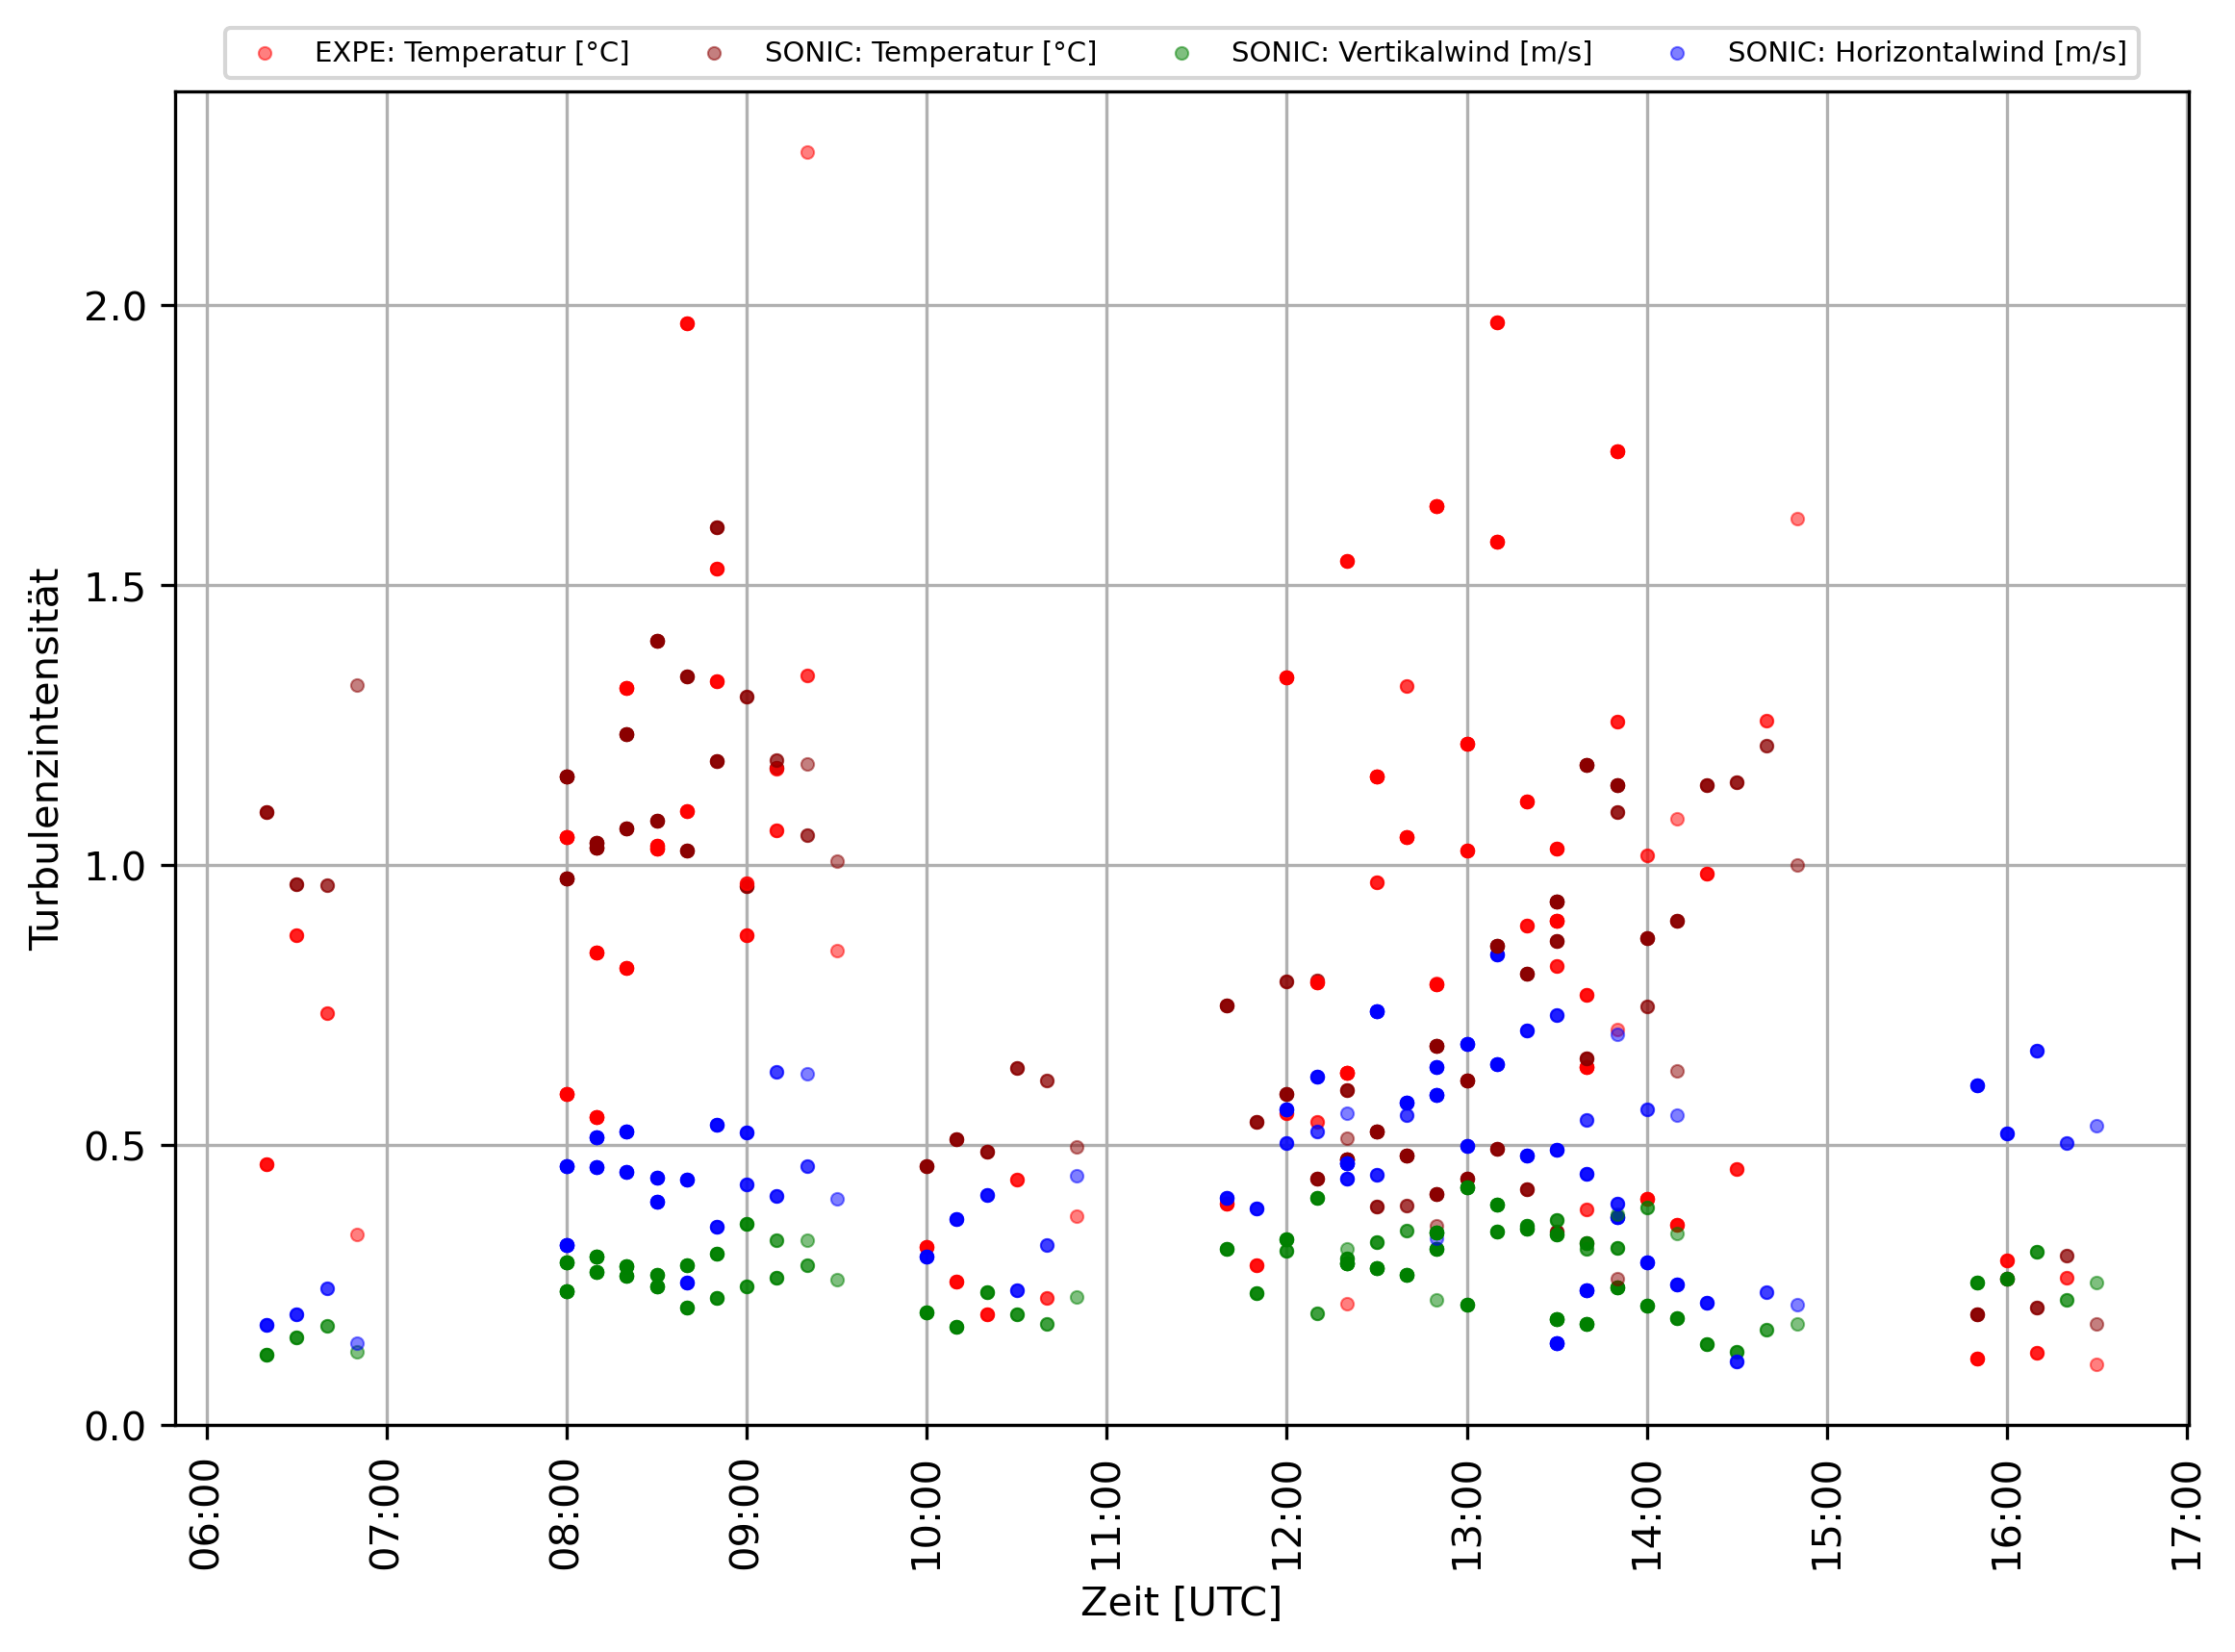 EXPE: Temperatur [°C] SONIC: Temperatur [°C] SONIC: Vertikalwind [m/s] SONIC: Horizontalwind [m/s]
Turbulenzintensität
2.0
1.5
1.0
0.5
0.0
06:00 07:00 08:00 09:00 10:00 11:00 12:00 13:00 14:00 15:00 16:00 17:00
Zeit [UTC]